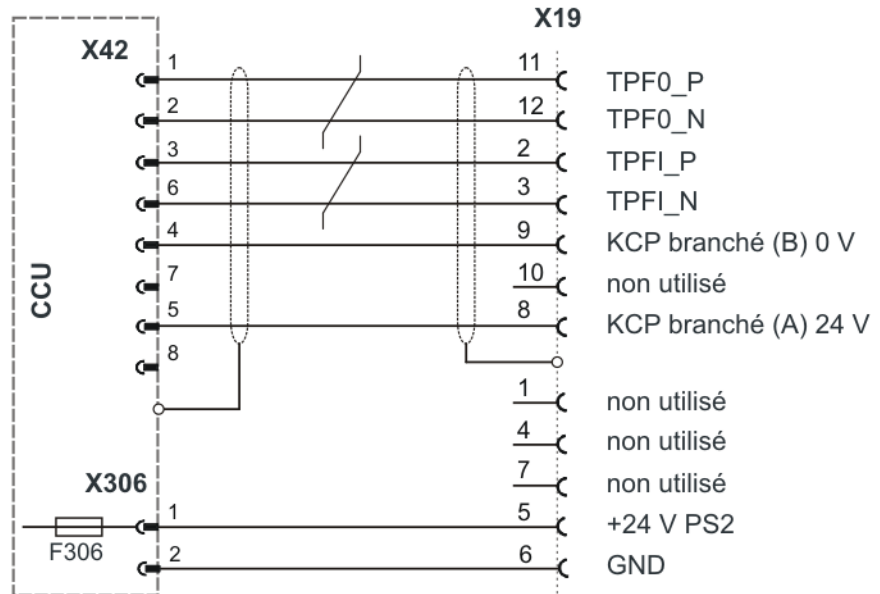 X19
X42
1 11 TPF0_P
2 12 TPF0_N
3 2 TPFI_P
6 3 TPFI_N
4 9 KCP branché (B) 0 V
7 10 non utilisé
5 8 KCP branché (A) 24 V
8
CCU
1 non utilisé
4 non utilisé
7 non utilisé
X306
1 5 +24 V PS2
F306
2 6 GND